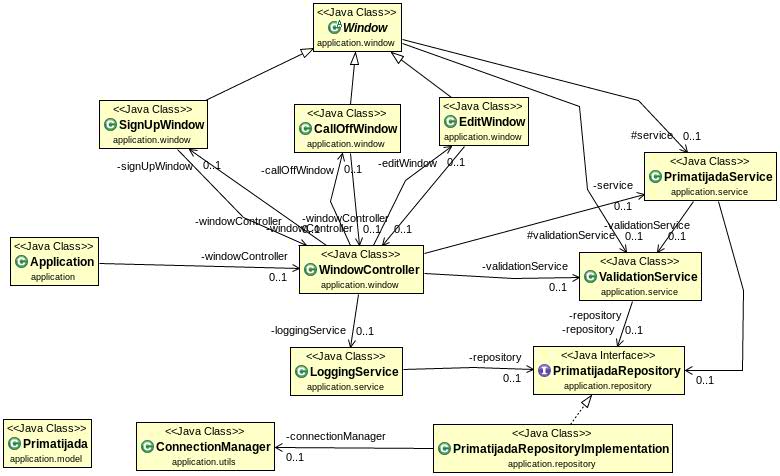 <<Java Class>>
Window
application.window
<<Java Class>>
SignUpWindow
application.window
<<Java Class>>
CallOffWindow
application.window
<<Java Class>>
EditWindow
application.window
#service 0..1
<<Java Class>>
PrimatijadaService
application.service
-signUpWindow 0..1
-callOffWindow 0..1
-editWindow 0..1
-service
0..1
-windowController
0..1
-windowController
0..1
-windowController
0..1
#validationService 0..1
-validationService
0..1
<<Java Class>>
Application
application
-windowController
0..1
<<Java Class>>
WindowController
application.window
-validationService
0..1
<<Java Class>>
ValidationService
application.service
-loggingService 0..1
-repository
-repository 0..1
<<Java Class>>
LoggingService
application.service
-repository
0..1
<<Java Interface>>
PrimatijadaRepository
application.repository
0..1
<<Java Class>>
Primatijada
application.model
<<Java Class>>
ConnectionManager
application.utils
-connectionManager
0..1
<<Java Class>>
PrimatijadaRepositoryImplementation
application.repository